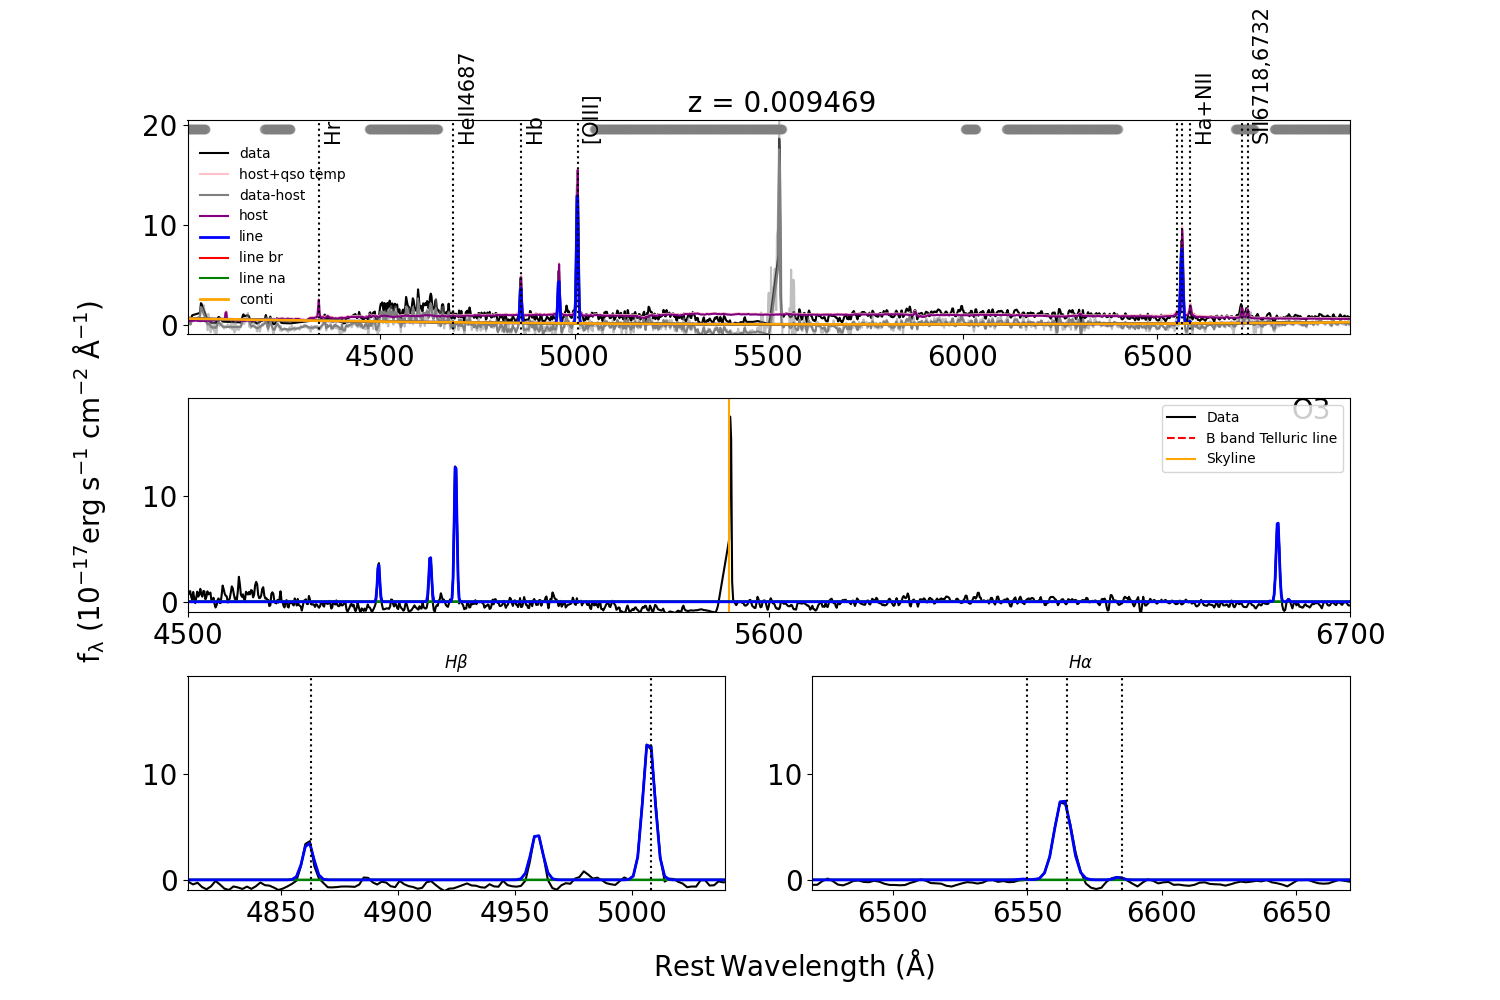 Hr
HeII4687
Hb
[OIII]
Ha+NII
SII6718,6732
z = 0.009469
20
10
0
data
host+qso temp
data-host
host
line
line br
line na
conti
4500 5000 5500 6000 6500
fλ (10−17erg s−1 cm−2 Å−1)
O3
Data
B band Telluric line
Skyline
10
0
4500 5600 6700
Hβ
10
0
4850 4900 4950 5000
Hα
10
0
6500 6550 6600 6650
Rest Wavelength (Å)